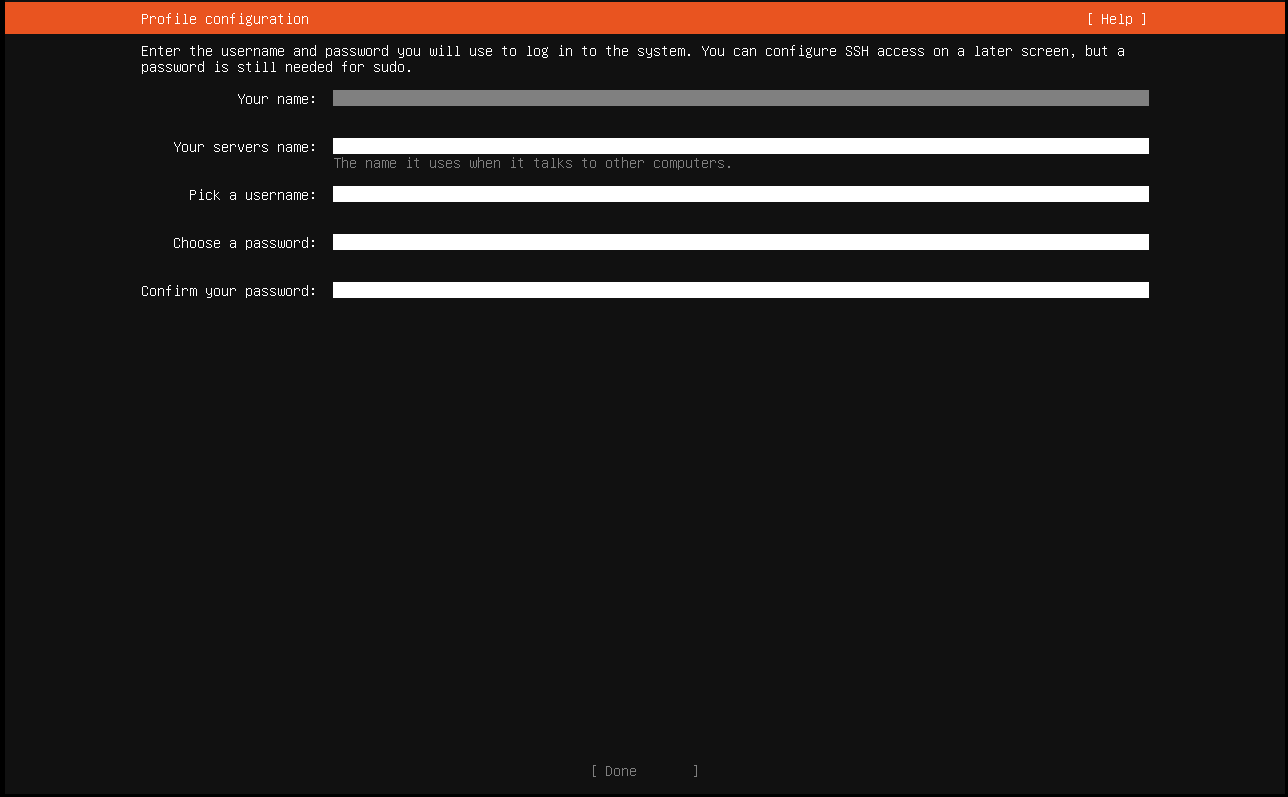 Profile configuration [ Help ]
Enter the username and password you will use to log in to the system. You can configure SSH access on a later screen, but a
password is still needed for sudo.
Your name:
Your servers name:
The name it uses when it talks to other computers.
Pick a username:
Choose a password:
Confirm your password:
[ Done ]